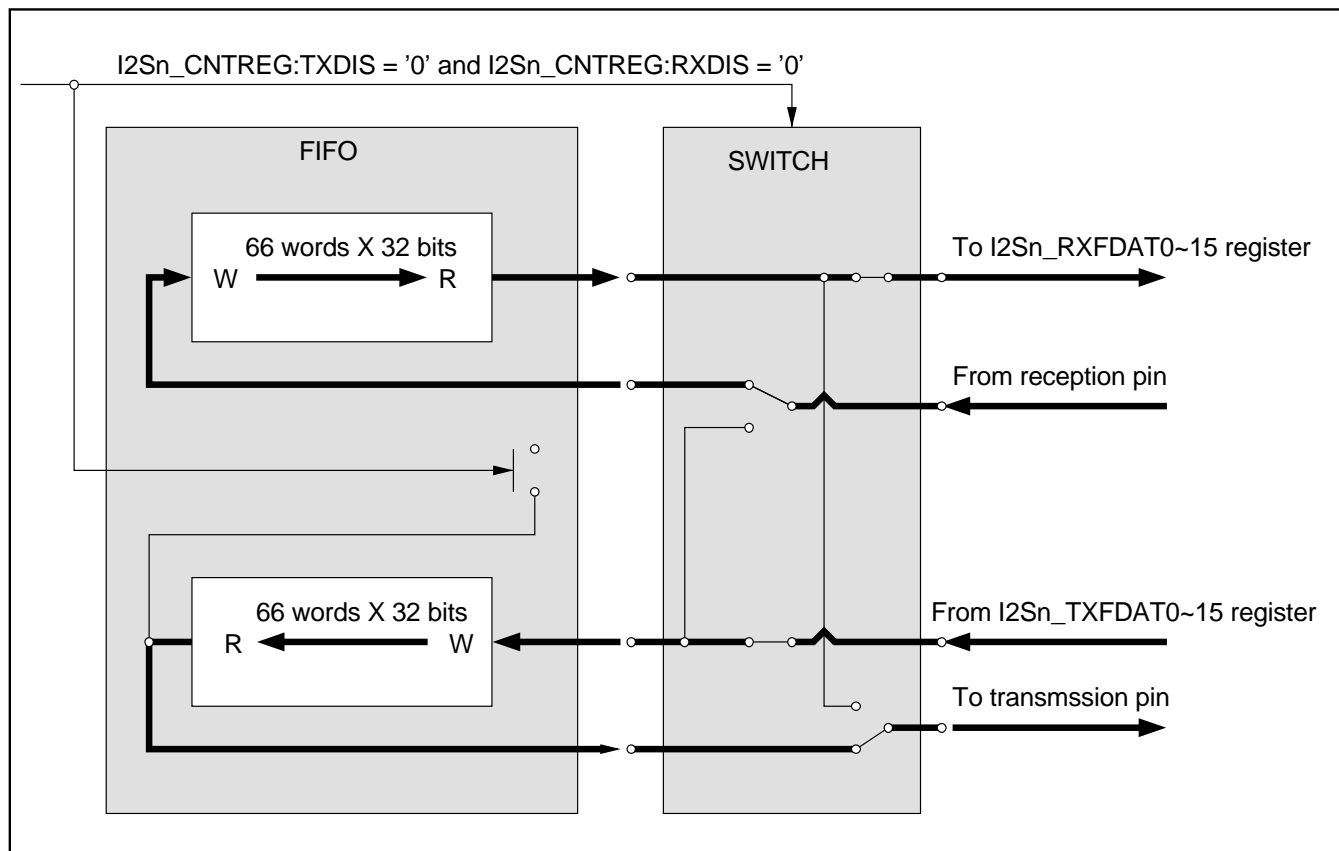 I2Sn_CNTREG:TXDIS = '0' and I2Sn_CNTREG:RXDIS = '0'
FIFO
SWITCH
66 words X 32 bits
W R
To I2Sn_RXFDAT0~15 register
From reception pin
66 words X 32 bits
R W
From I2Sn_TXFDAT0~15 register
To transmssion pin